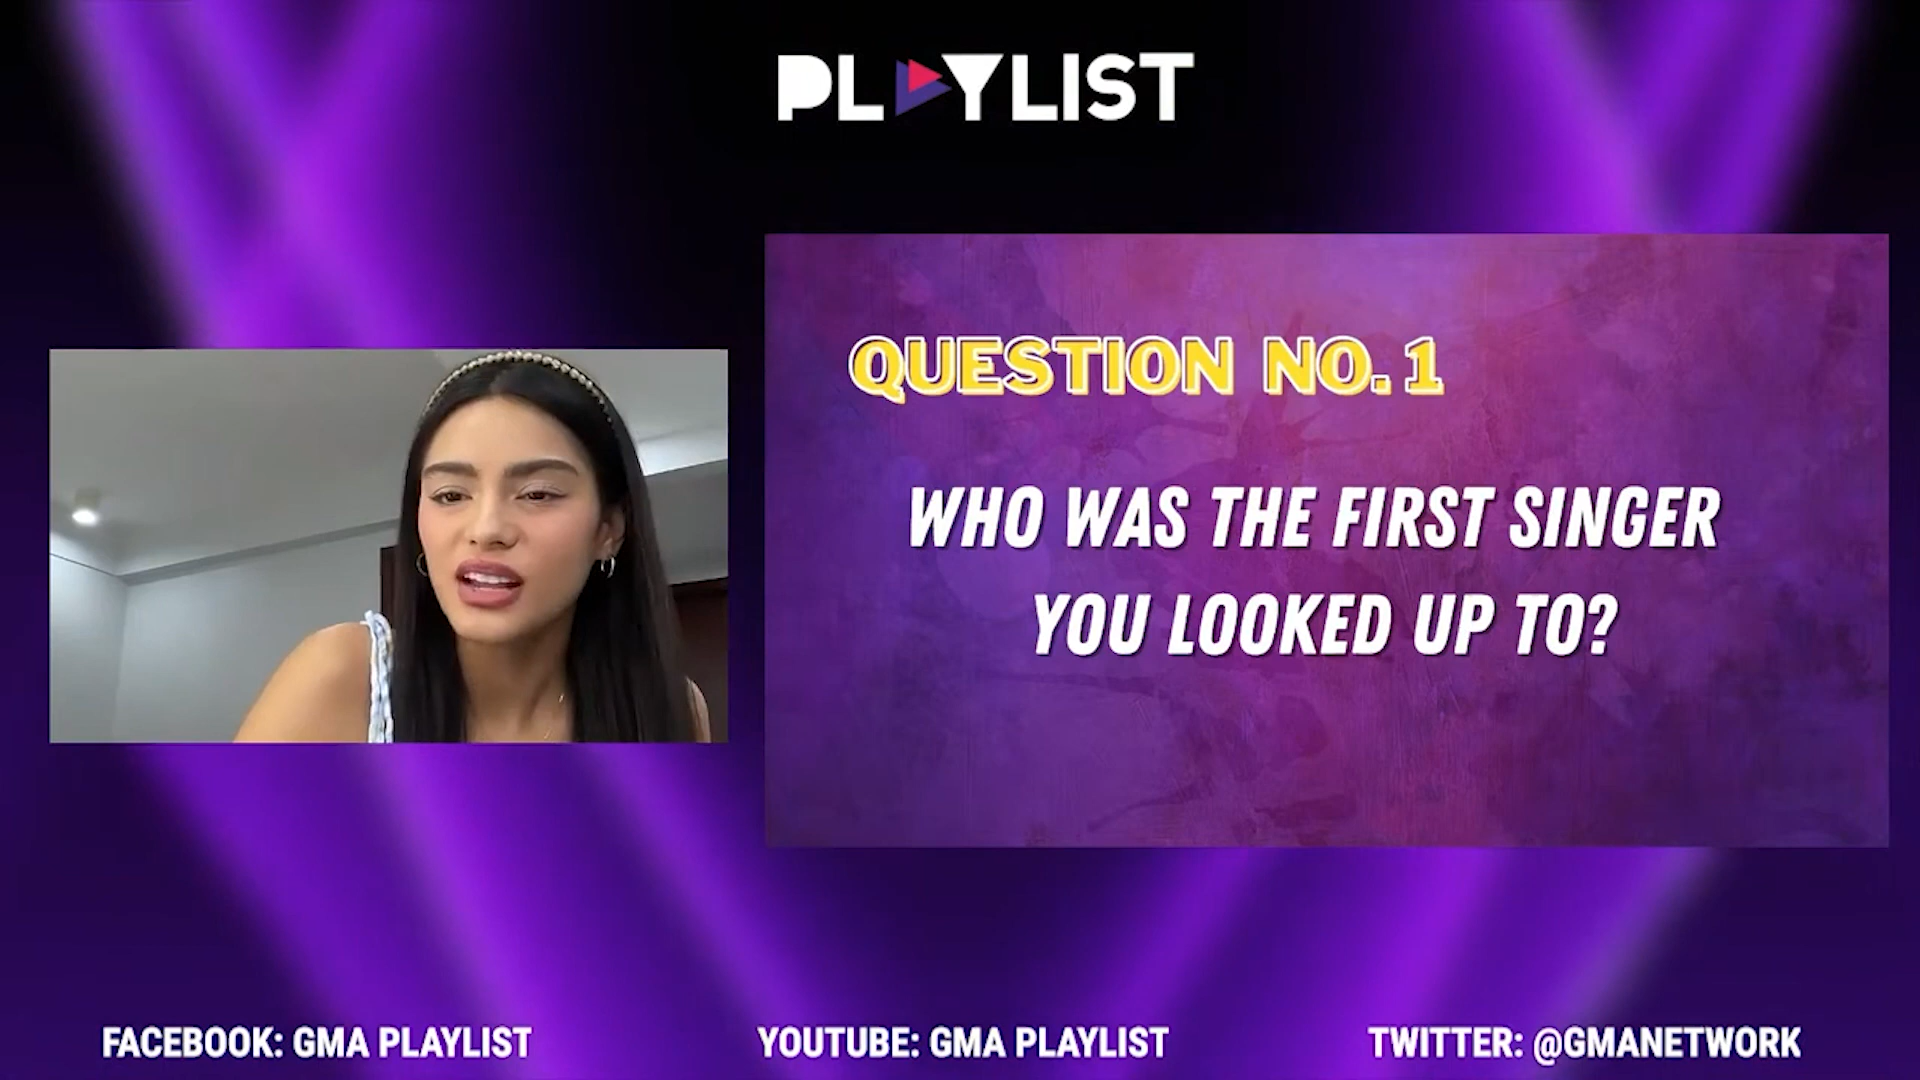 PLAYLIST
QUESTION NO. 1
WHO WAS THE FIRST SINGER
YOU LOOKED UP TO?
FACEBOOK: GMA PLAYLIST
YOUTUBE: GMA PLAYLIST
TWITTER: @GMANETWORK